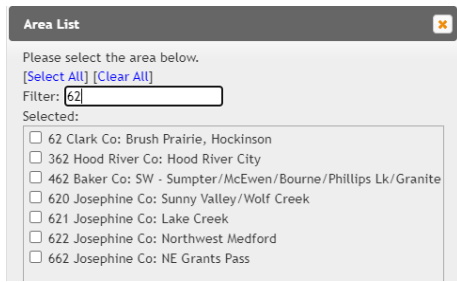 Area List
Please select the area below.
[Select All] [Clear All]
Filter: 62
Selected:
62 Clark Co: Brush Prairie, Hockinson
362 Hood River Co: Hood River City
462 Baker Co: SW - Sumpter/McEwen/Bourne/Phillips Lk/Granite
620 Josephine Co: Sunny Valley/Wolf Creek
621 Josephine Co: Lake Creek
622 Josephine Co: Northwest Medford
662 Josephine Co: NE Grants Pass